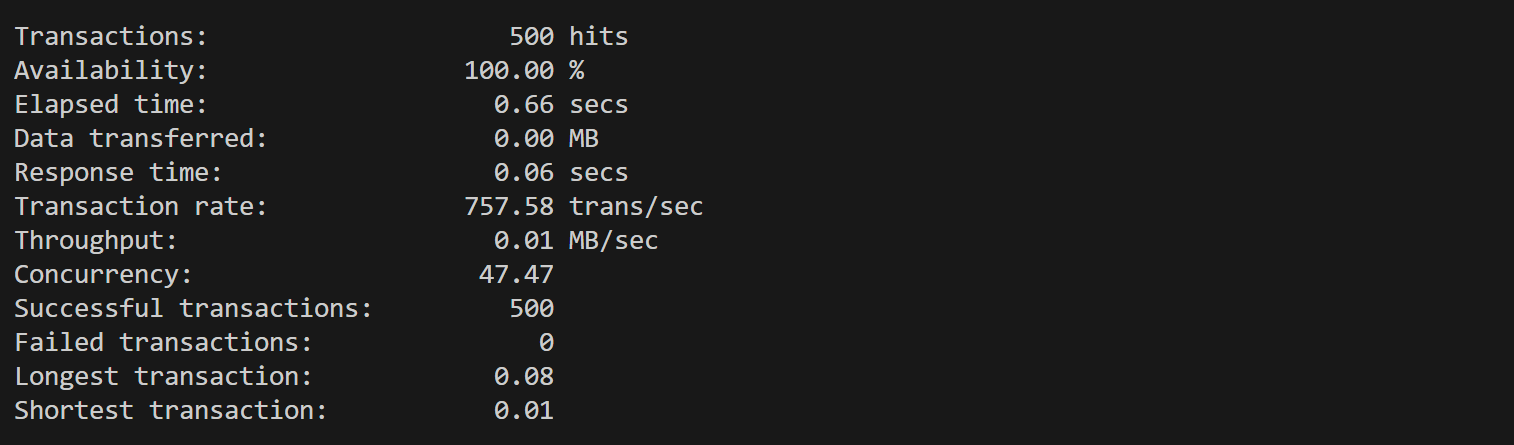 Transactions: 500 hits
Availability: 100.00 %
Elapsed time: 0.66 secs
Data transferred: 0.00 MB
Response time: 0.06 secs
Transaction rate: 757.58 trans/sec
Throughput: 0.01 MB/sec
Concurrency: 47.47
Successful transactions: 500
Failed transactions: 0
Longest transaction: 0.08
Shortest transaction: 0.01